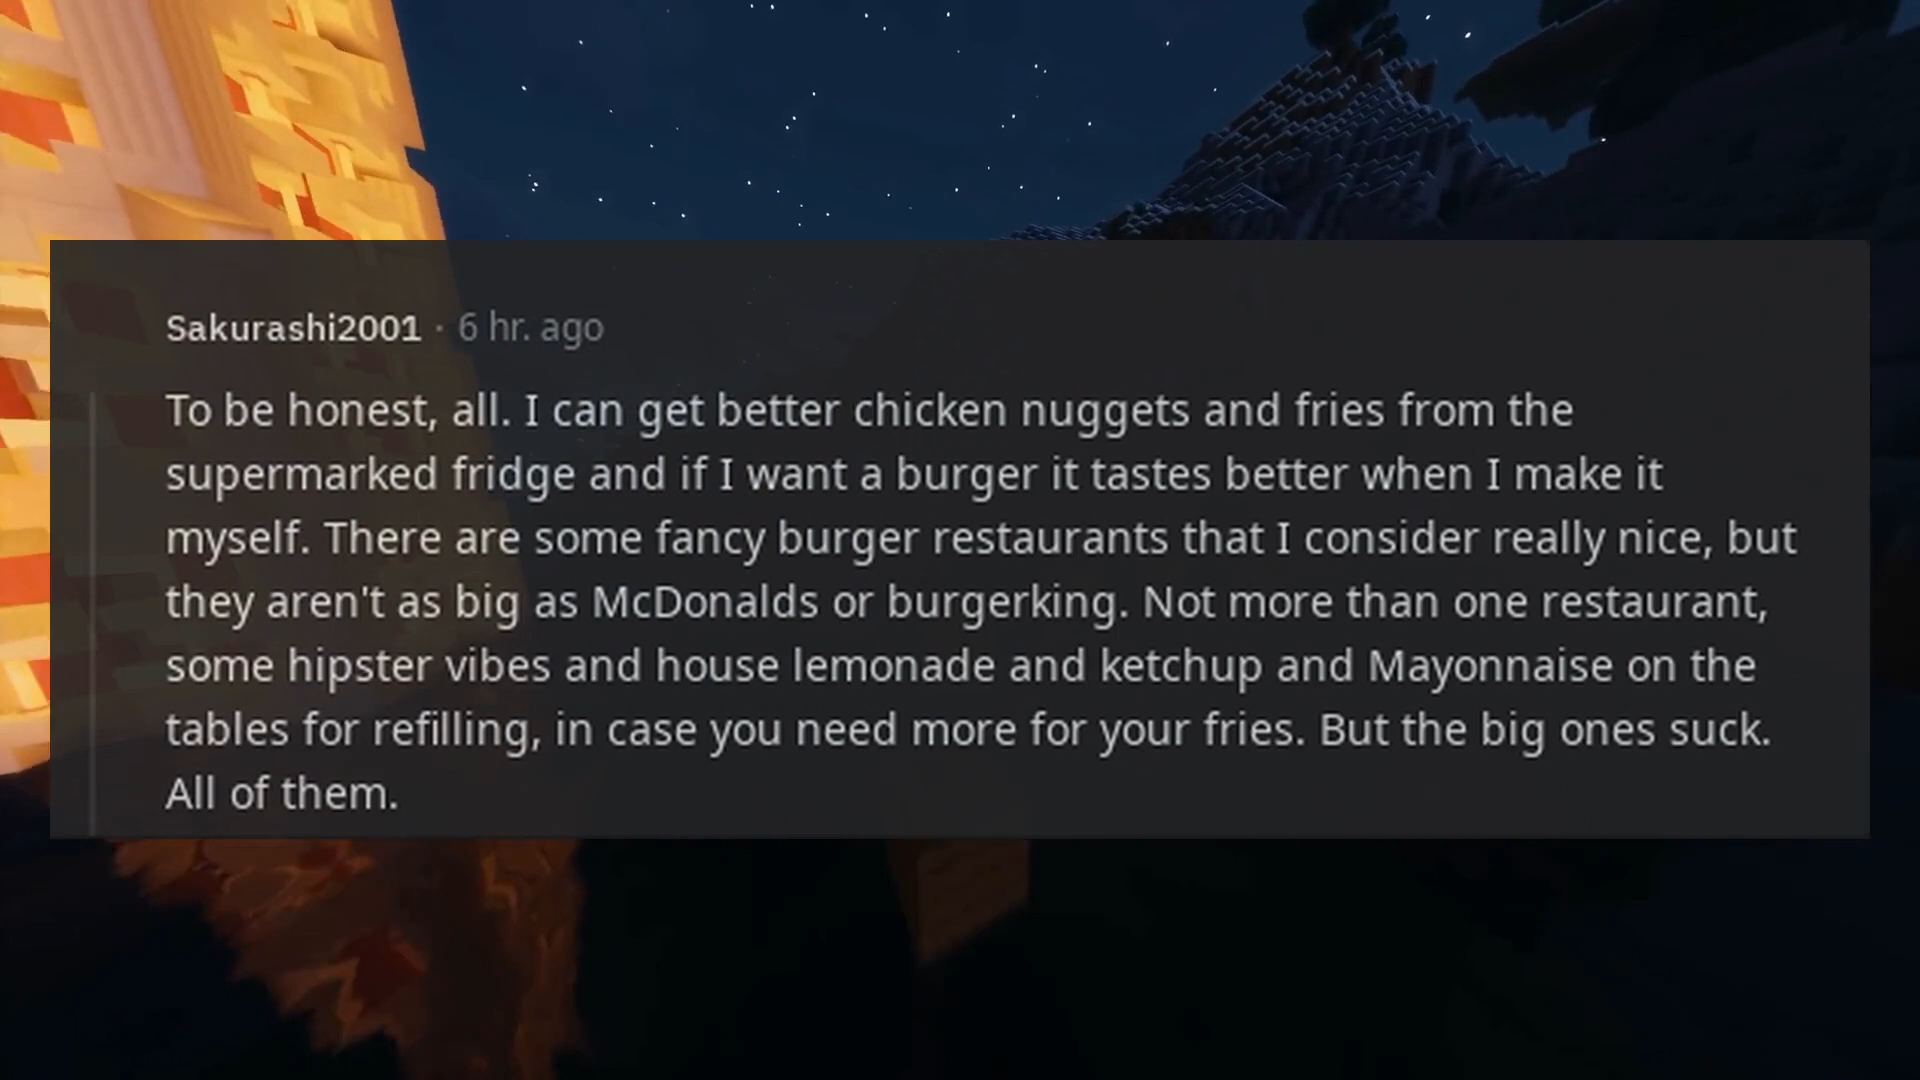 Sakurashi2001 · 6 hr. ago
To be honest, all. I can get better chicken nuggets and fries from the
supermarked fridge and if I want a burger it tastes better when I make it
myself. There are some fancy burger restaurants that I consider really nice, but
they aren't as big as McDonalds or burgerking. Not more than one restaurant,
some hipster vibes and house lemonade and ketchup and Mayonnaise on the
tables for refilling, in case you need more for your fries. But the big ones suck.
All of them.